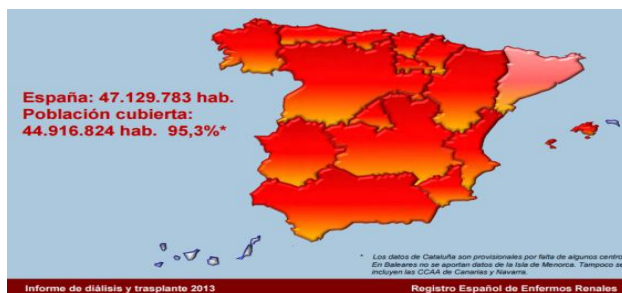 España: 47.129.783 hab.
Población cubierta:
44.916.824 hab. 95,3%*
* Los datos de Cataluña son provisionales por falta de algunos centro
En Baleares no se aportan datos de la Isla de Menorca. Tampoco se
incluyen las CCAA de Canarias y Navarra.
Informe de diálisis y trasplante 2013
Registro Español de Enfermos Renales